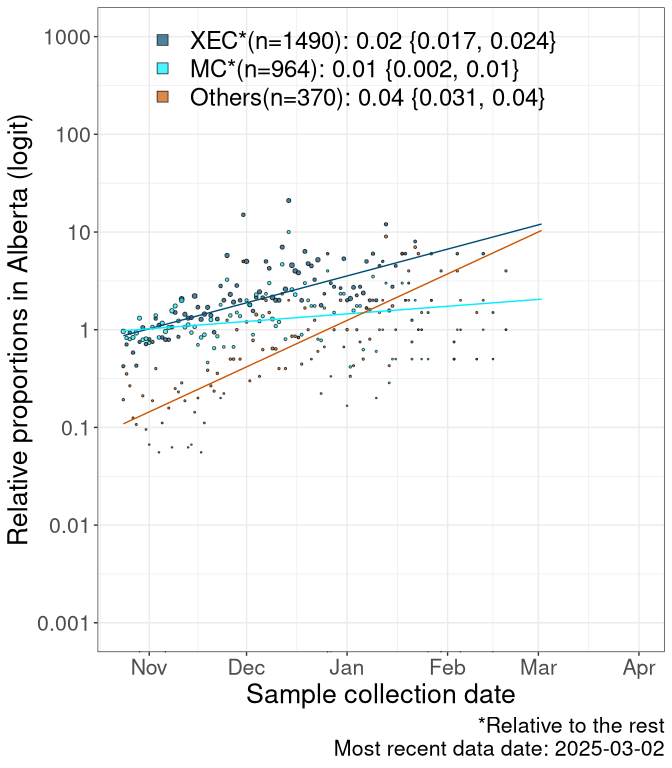 XEC*(n=1490): 0.02 {0.017, 0.024}
MC*(n=964): 0.01 {0.002, 0.01}
Others(n=370): 0.04 {0.031, 0.04}
Relative proportions in Alberta (logit)
1000
100
10
1
0.1
0.01
0.001
Nov Dec Jan Feb Mar Apr
Sample collection date
*Relative to the rest
Most recent data date: 2025-03-02